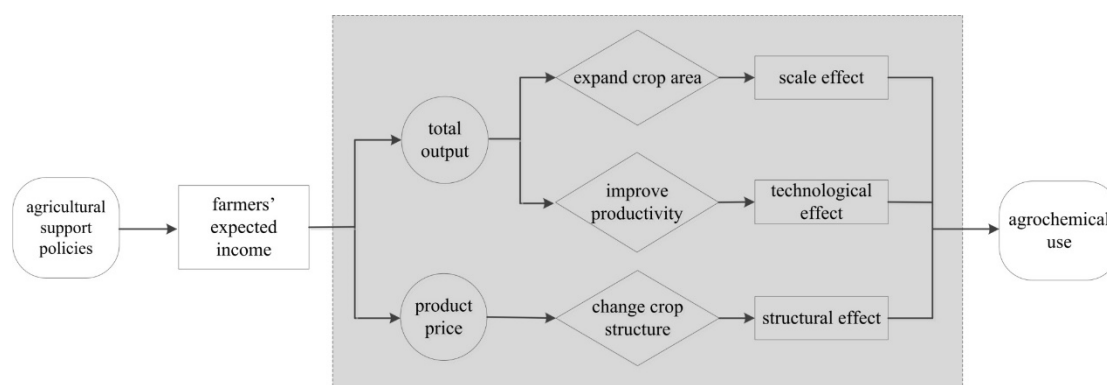 agricultural
support
policies
farmers’
expected
income
total
output
product
price
expand crop area
improve
productivity
change crop
structure
scale effect
technological
effect
structural effect
agrochemical
use